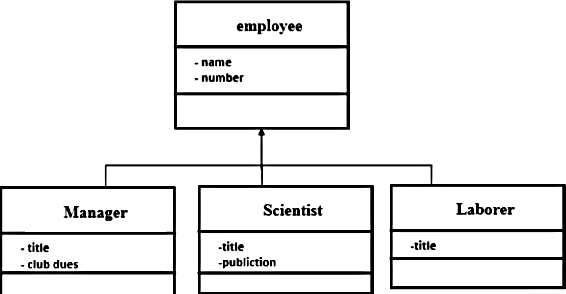 employee
- name
- number
Manager
- title
- club dues
Scientist
-title
-publiction
Laborer
-title